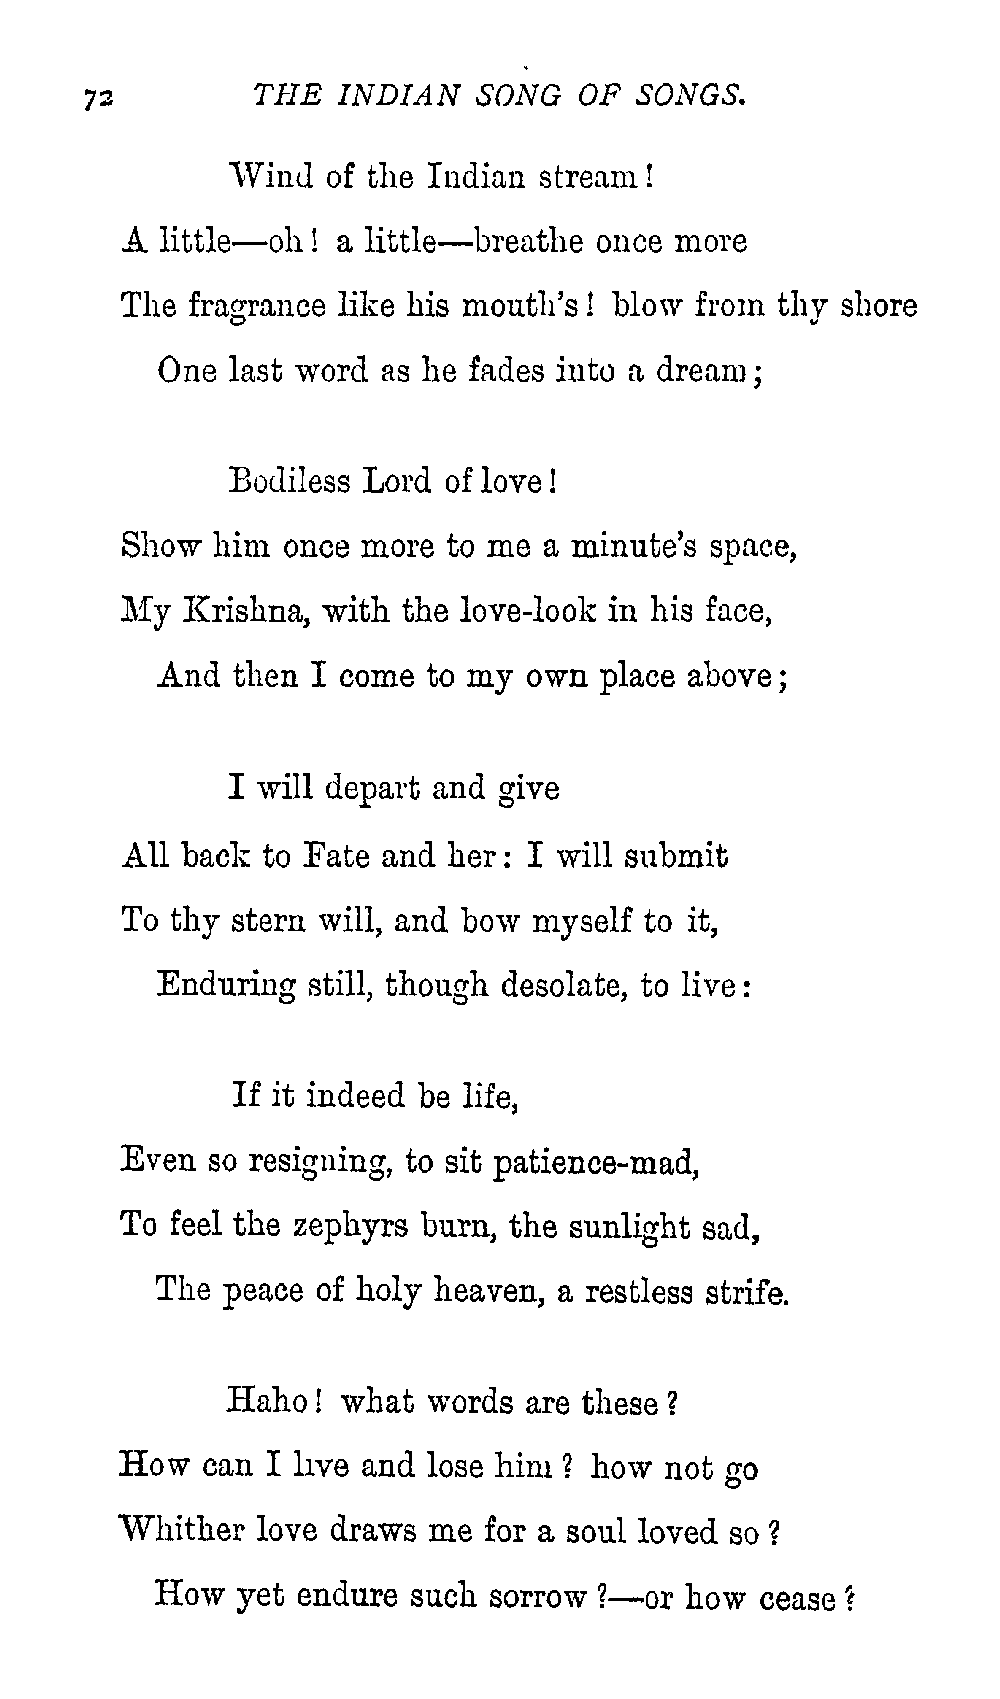 72 THE INDIAN SONG OF SONGS.
Wind of the Indian stream!
A little—oh! a little—breathe once more
The fragrance like his mouth's! blow from thy shore
One last word as he fades into a dream;
Bodiless Lord of love!
Show him once more to me a minute's space,
My Krishna, with the love-look in his face,
And then I come to my own place above;
I will depart and give
All back to Fate and her: I will submit
To thy stern will, and bow myself to it,
Enduring still, though desolate, to live:
If it indeed be life,
Even so resigning, to sit patience-mad,
To feel the zephyrs burn, the sunlight sad,
The peace of holy heaven, a restless strife.
Haho! what words are these?
How can I live and lose him? how not go
Whither love draws me for a soul loved so?
How yet endure such sorrow?—or how cease?